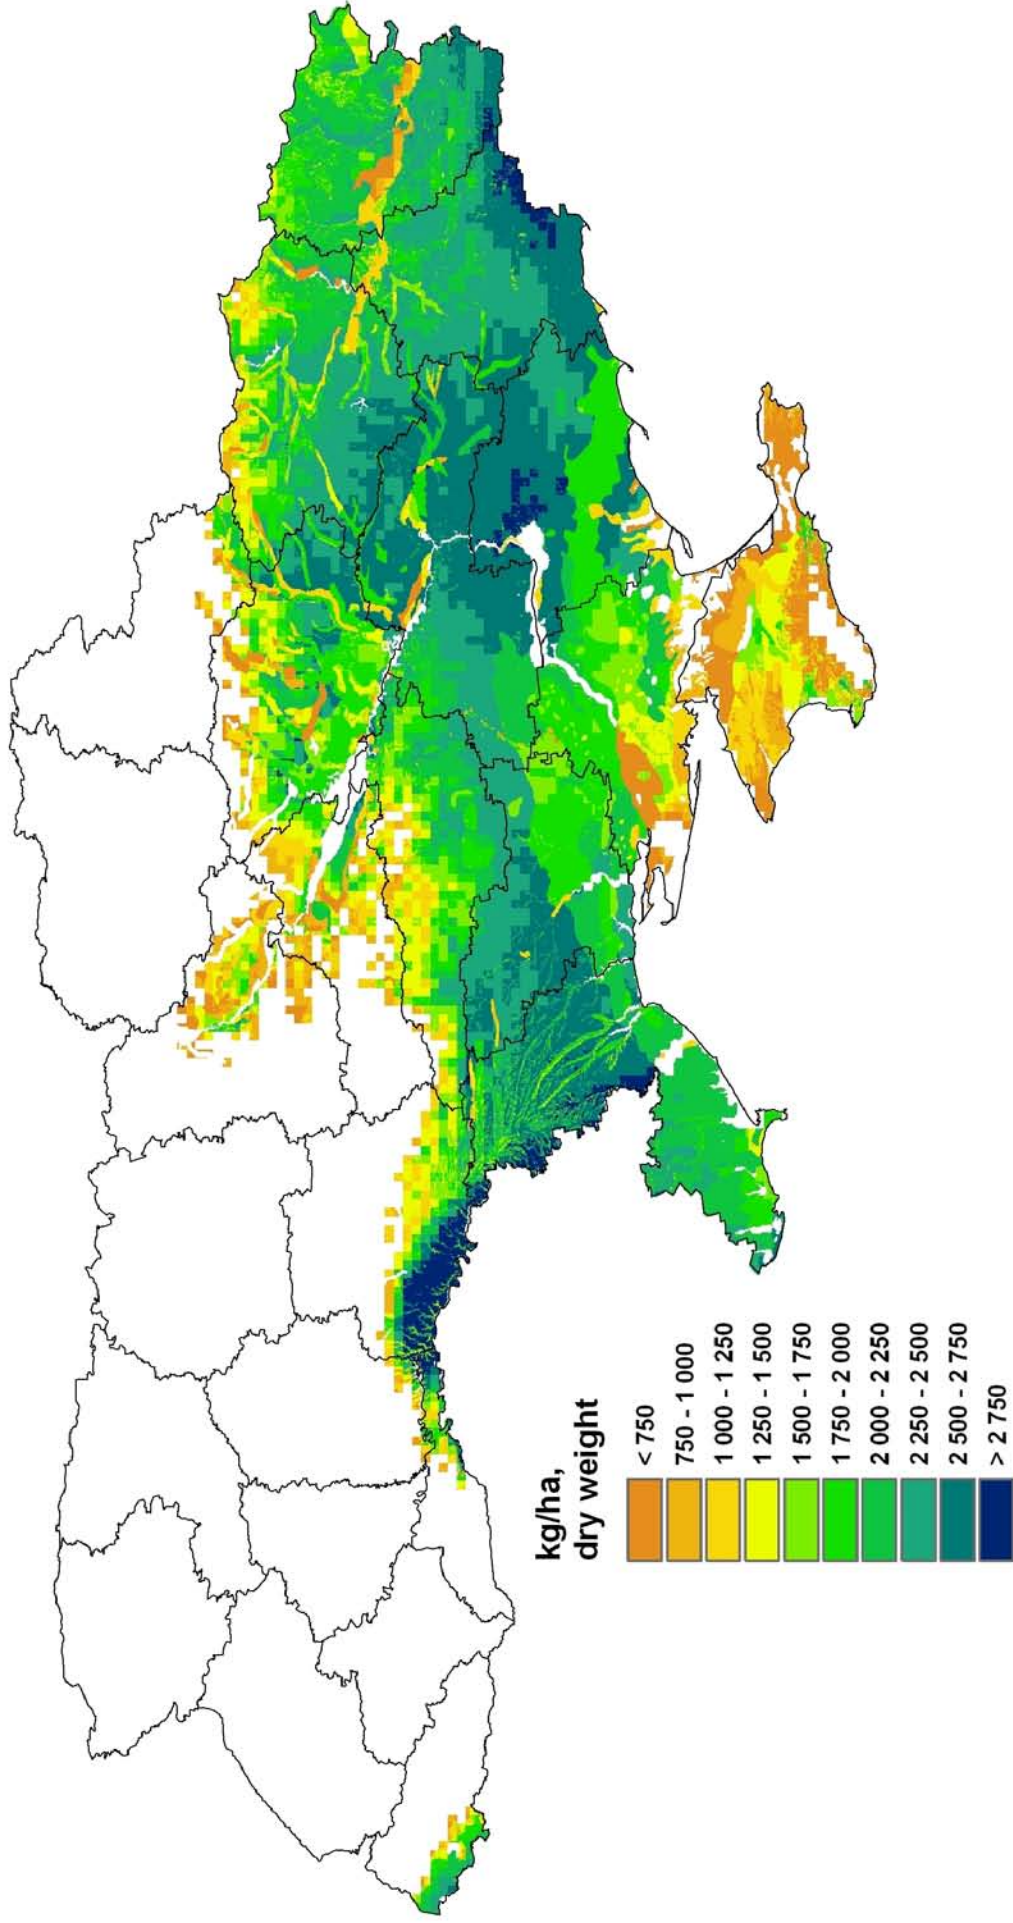 kg/ha,
dry weight
< 750
750 - 1 000
1 000 - 1 250
1 250 - 1 500
1 500 - 1 750
1 750 - 2 000
2 000 - 2 250
2 250 - 2 500
2 500 - 2 750
> 2 750